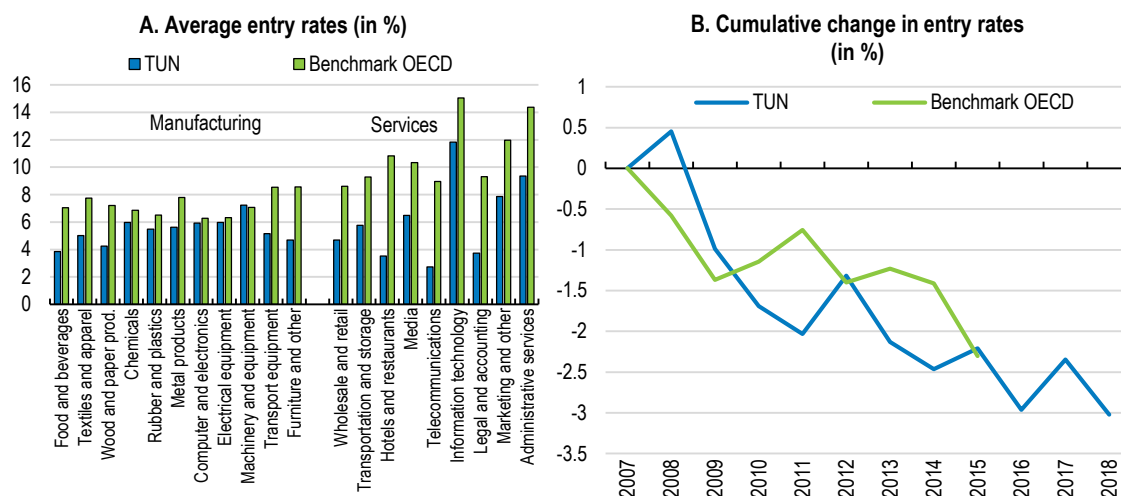 A. Average entry rates (in %)
TUN
Benchmark OECD
16
14
12
10
8
6
4
2
0
Manufacturing
Services
Food and beverages
Textiles and apparel
Wood and paper prod.
Chemicals
Rubber and plastics
Metal products
Computer and electronics
Electrical equipment
Machinery and equipment
Transport equipment
Furniture and other
Wholesale and retail
Transportation and storage
Hotels and restaurants
Media
Telecommunications
Information technology
Legal and accounting
Marketing and other
Administrative services
B. Cumulative change in entry rates
(in %)
TUN
Benchmark OECD
1
0.5
0
-0.5
-1
-1.5
-2
-2.5
-3
-3.5
2007
2008
2009
2010
2011
2012
2013
2014
2015
2016
2017
2018